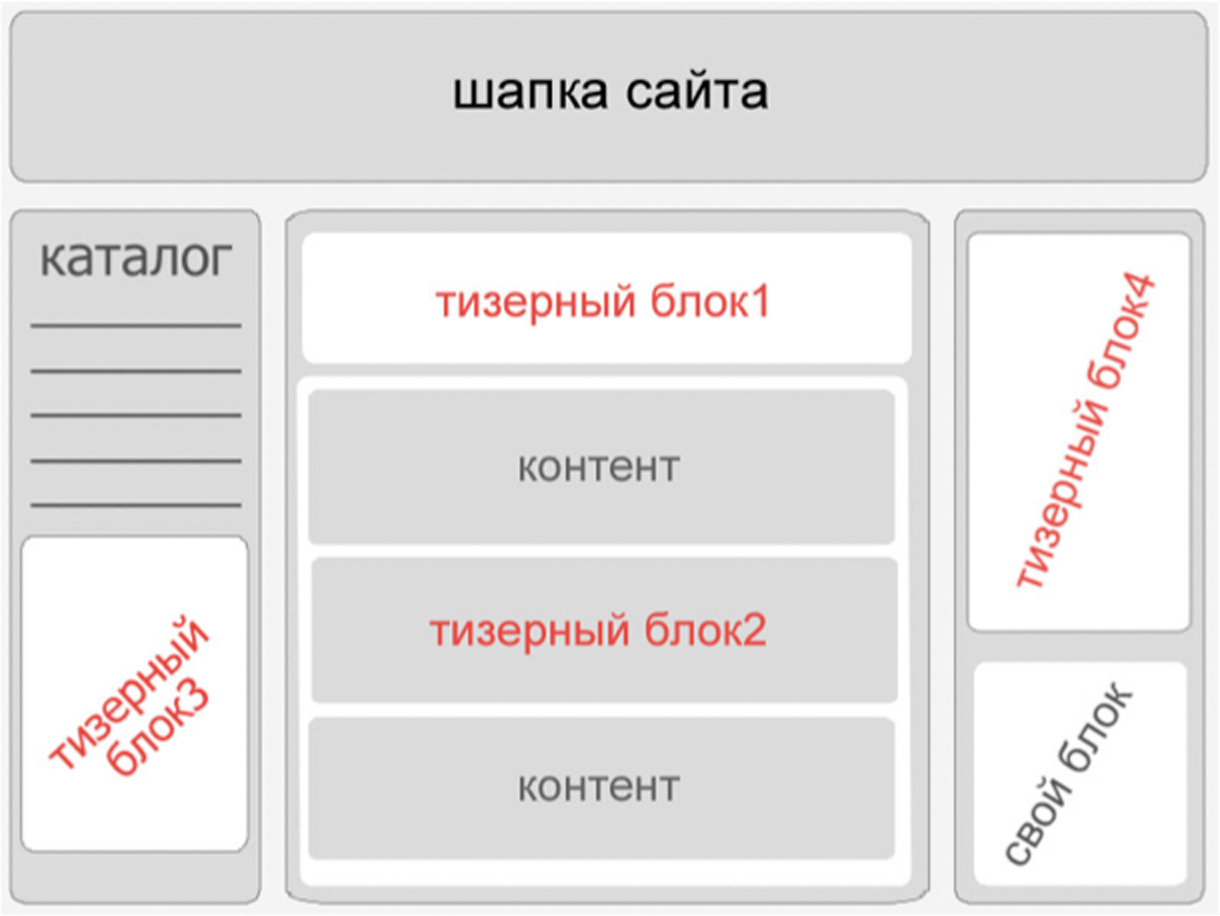 шапка сайта
каталог
тизерный
блок3
тизерный блок1
контент
тизерный блок2
контент
тизерный блок4
свой блок